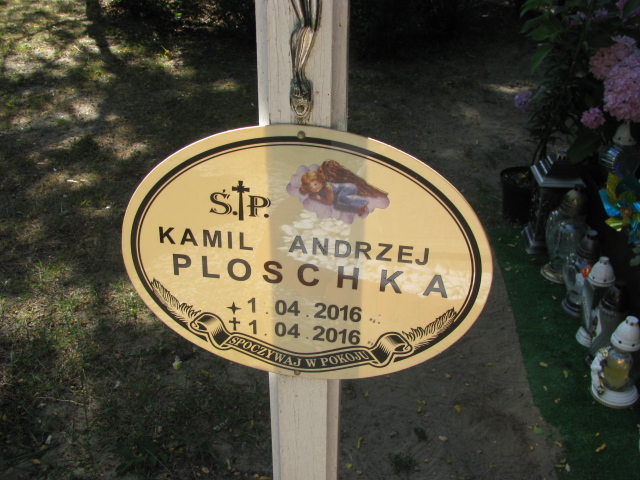 Ś.†P.
KAMIL ANDRZEJ
PLOSCHKA
1.04.2016
†1.04.2016
SPOCZYWAJ W POKOJU